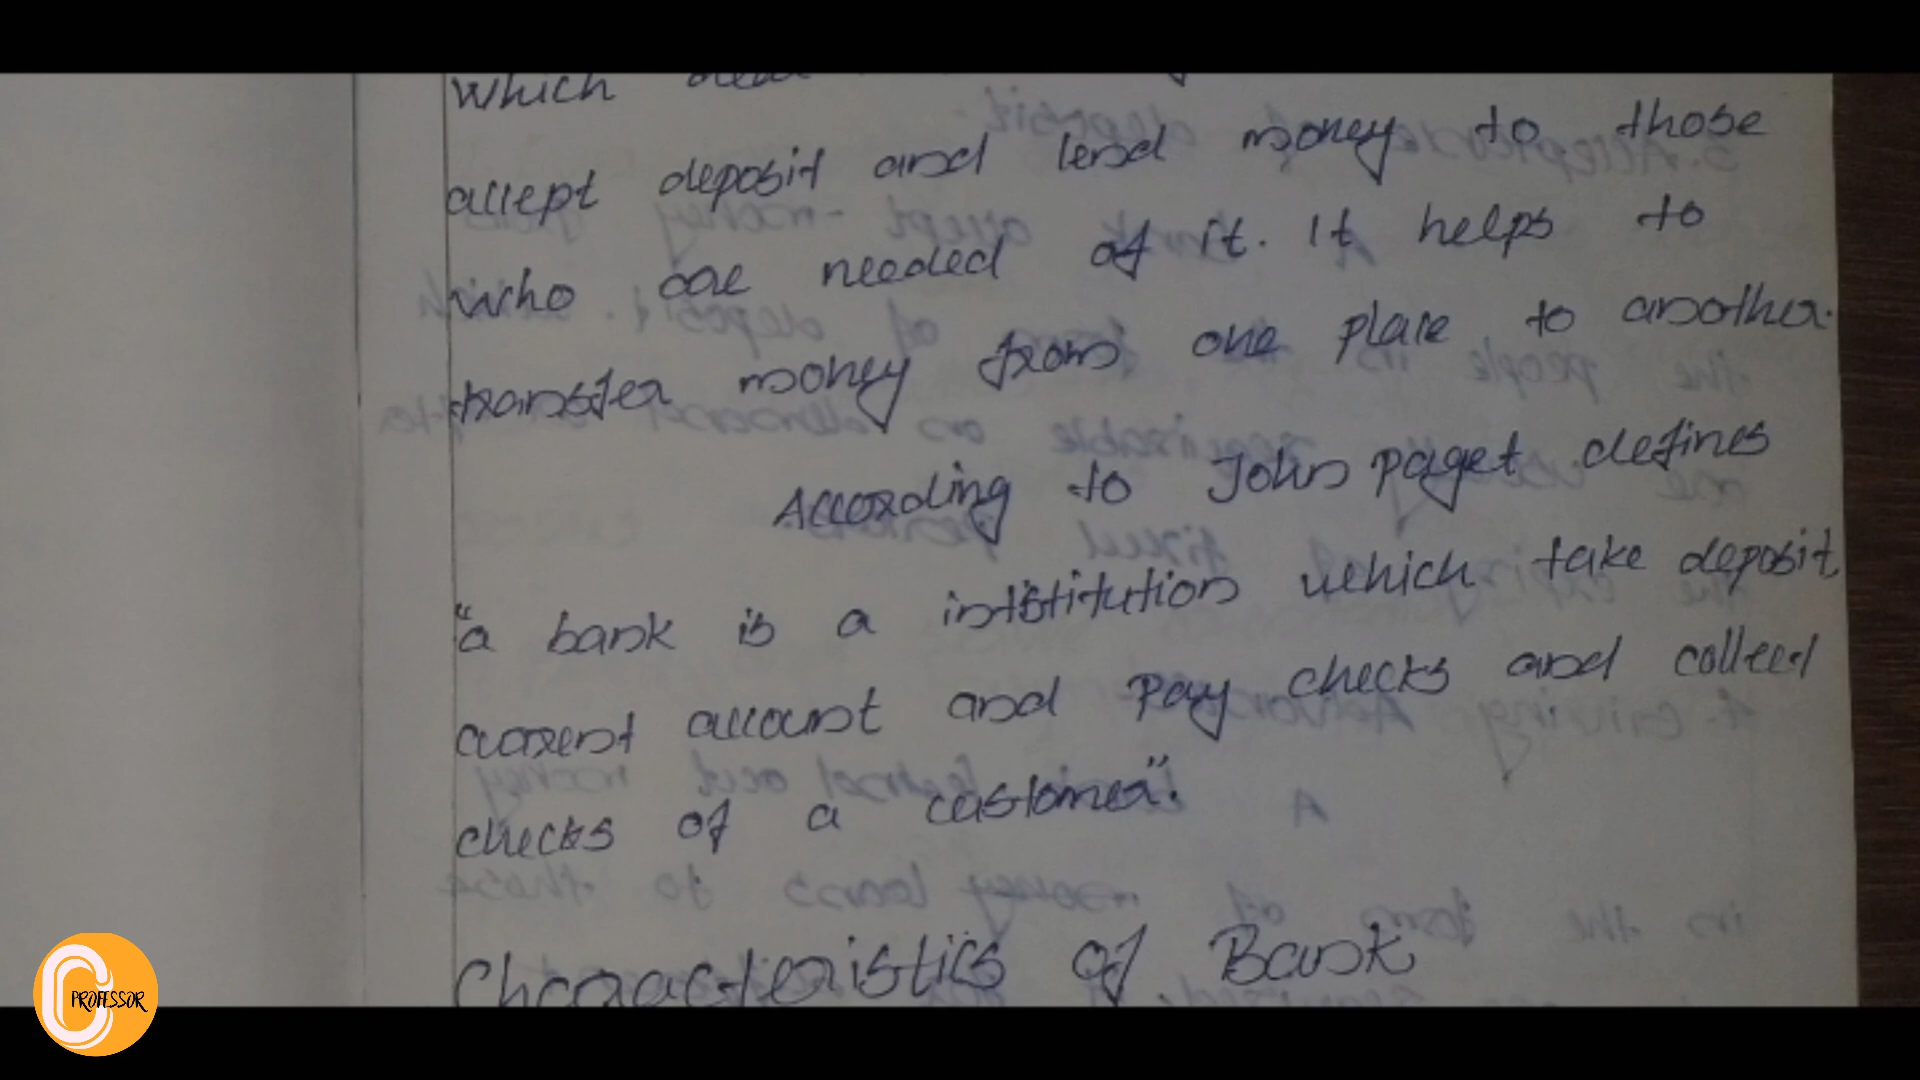 which
accept deposit and lend money to those
who are needed of it. It helps to
transfer money from one place to another.
According to John paget defines
"a bank is a intstitution which take deposit,
current account and pay checks and collect
checks of a customer".
Characteristics of Bank
C PROFESSOR